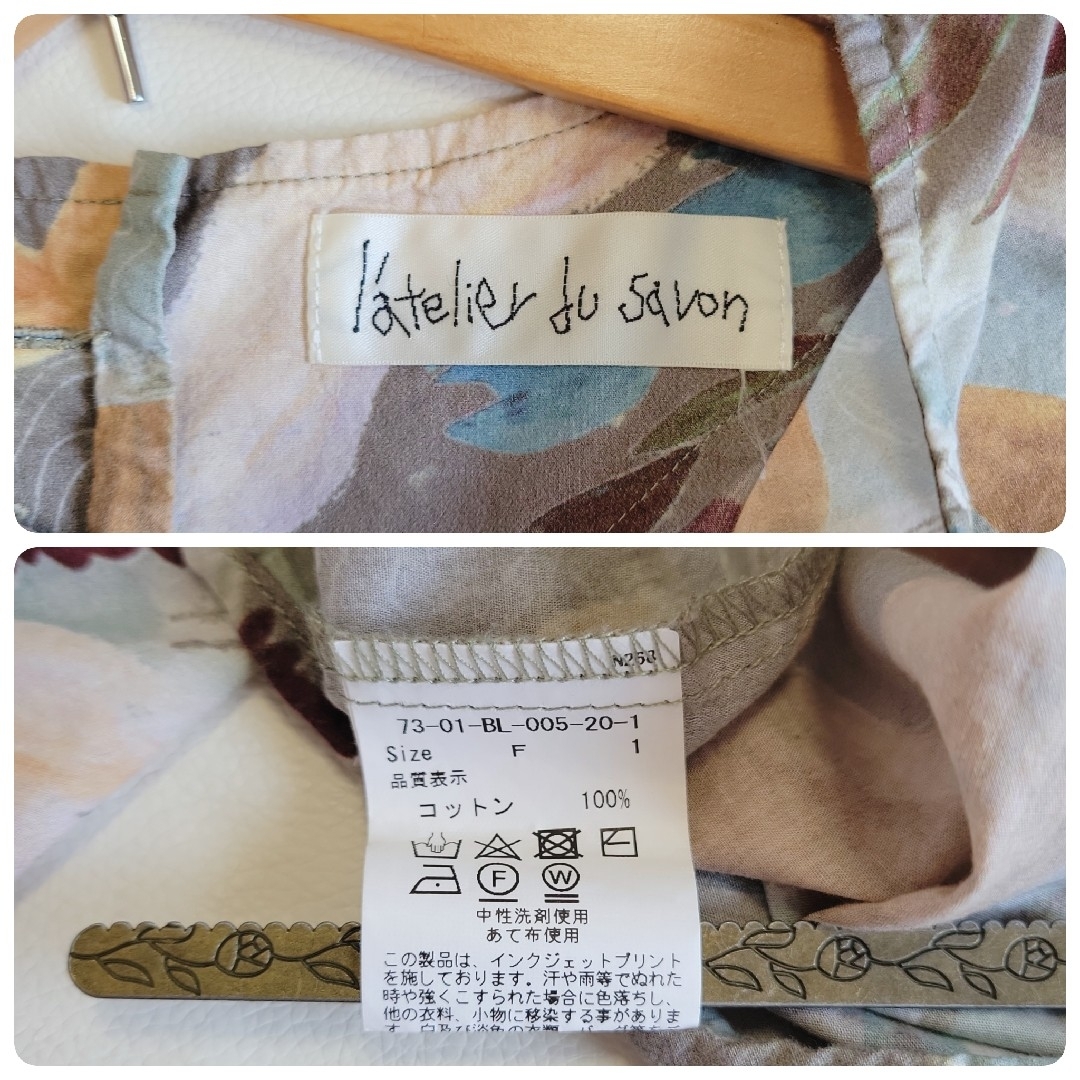 l'atelier du savon
N268
73-01-BL-005-20-1
Size F 1
品質表示
コットン 100%
F W
中性洗剤使用
あて布使用
この製品は、インクジェットプリント
を施しております。汗や雨等でぬれた
時や強くこすられた場合に色落ちし、
他の衣料、小物に移染する事がありま